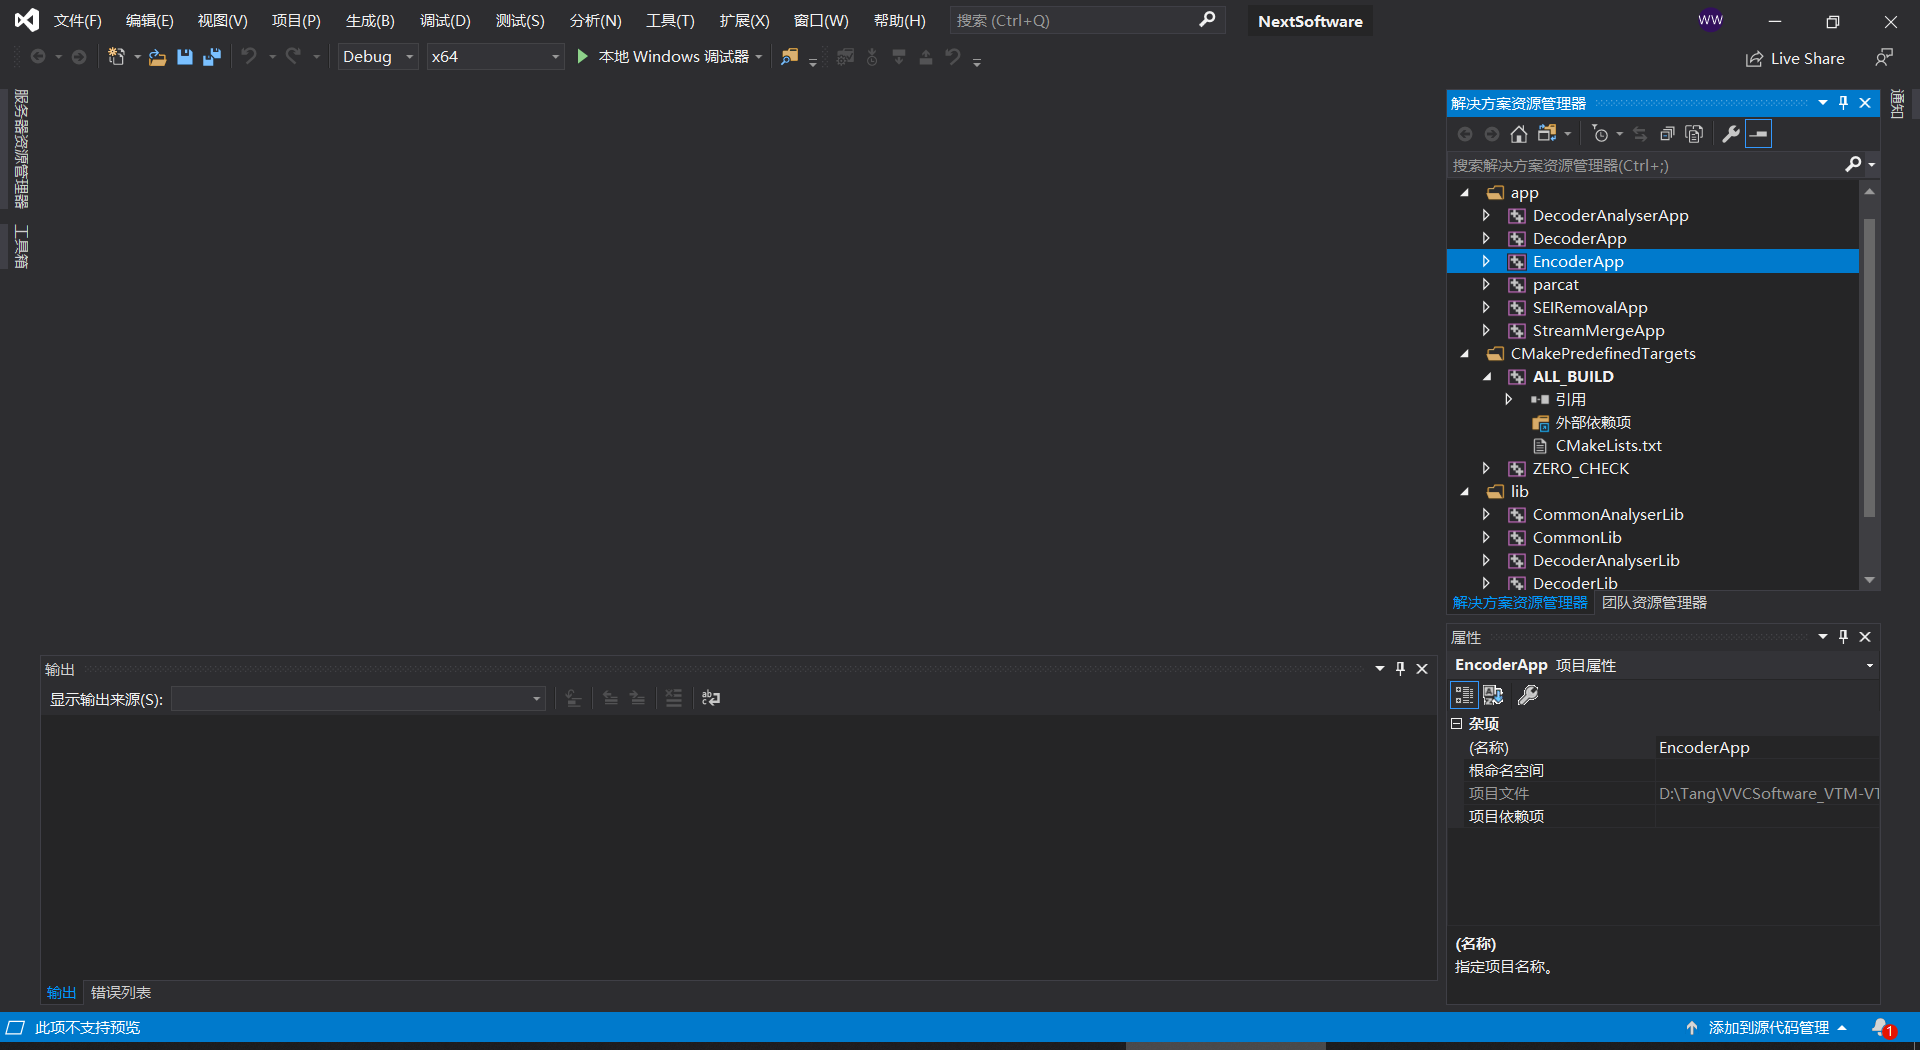 文件(F) 编辑(E) 视图(V) 项目(P) 生成(B) 调试(D) 测试(S) 分析(N) 工具(T) 扩展(X) 窗口(W) 帮助(H) 搜索 (Ctrl+Q) NextSoftware WW
Debug x64 本地 Windows 调试器 Live Share
服务器资源管理器
工具箱
解决方案资源管理器
通知
搜索解决方案资源管理器(Ctrl+;)
app
DecoderAnalyserApp
DecoderApp
EncoderApp
parcat
SEIRemovalApp
StreamMergeApp
CMakePredefinedTargets
ALL_BUILD
引用
外部依赖项
CMakeLists.txt
ZERO_CHECK
lib
CommonAnalyserLib
CommonLib
DecoderAnalyserLib
DecoderLib
解决方案资源管理器 团队资源管理器
属性
EncoderApp 项目属性
杂项
(名称) EncoderApp
根命名空间
项目文件 D:\Tang\VVCSoftware_VTM-VT
项目依赖项
(名称)
指定项目名称。
输出
显示输出来源(S):
输出 错误列表
此项不支持预览 添加到源代码管理 1